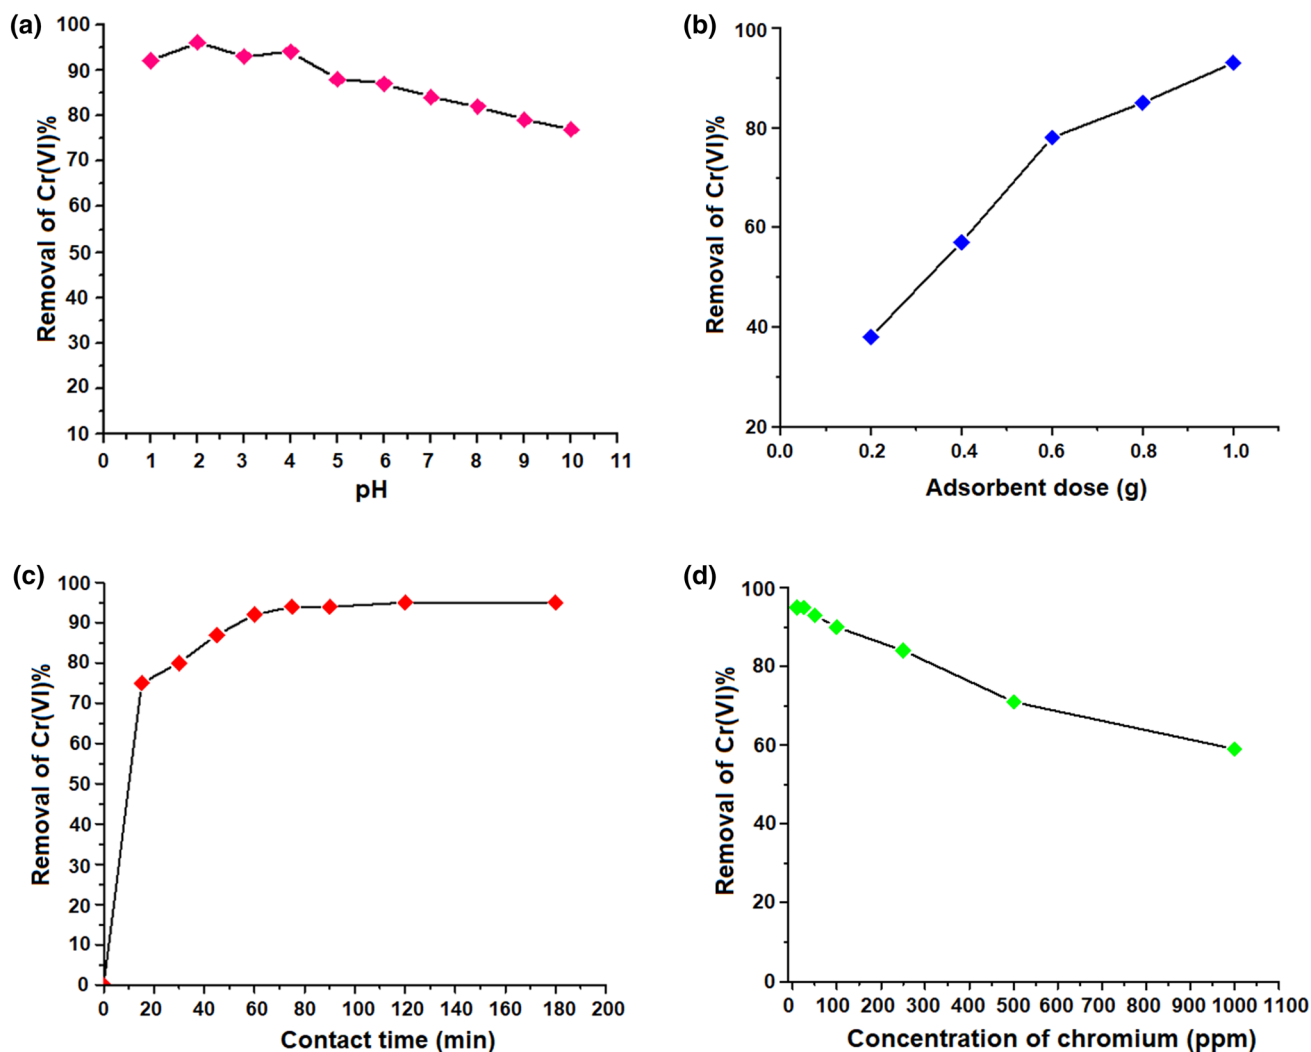 (a)
100
90
80
70
60
50
40
30
20
10
Removal of Cr(VI)%
0 1 2 3 4 5 6 7 8 9 10 11
pH
(b)
100
80
60
40
20
Removal of Cr(VI)%
0.0 0.2 0.4 0.6 0.8 1.0
Adsorbent dose (g)
(c)
100
90
80
70
60
50
40
30
20
10
0
Removal of Cr(VI)%
0 20 40 60 80 100 120 140 160 180 200
Contact time (min)
(d)
100
80
60
40
20
0
Removal of Cr(VI)%
0 100 200 300 400 500 600 700 800 900 1000 1100
Concentration of chromium (ppm)